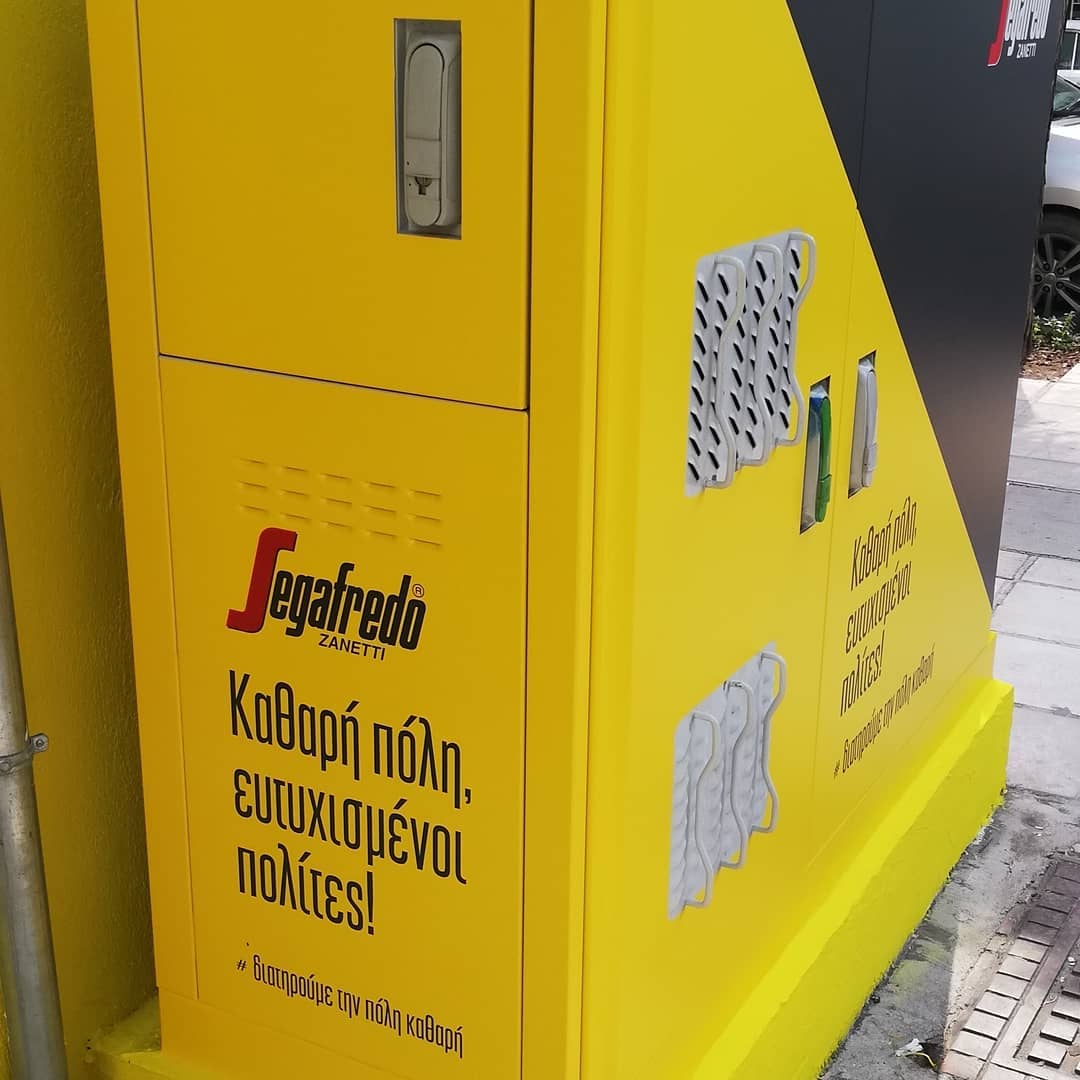 Segafredo®
ZANETTI
Καθαρή πόλη,
ευτυχισμένοι
πολίτες!
# διατηρούμε την πόλη καθαρή
Segafredo
ZANETTI
Καθαρή πόλη,
ευτυχισμένοι
πολίτες!
# διατηρούμε την πόλη καθαρή